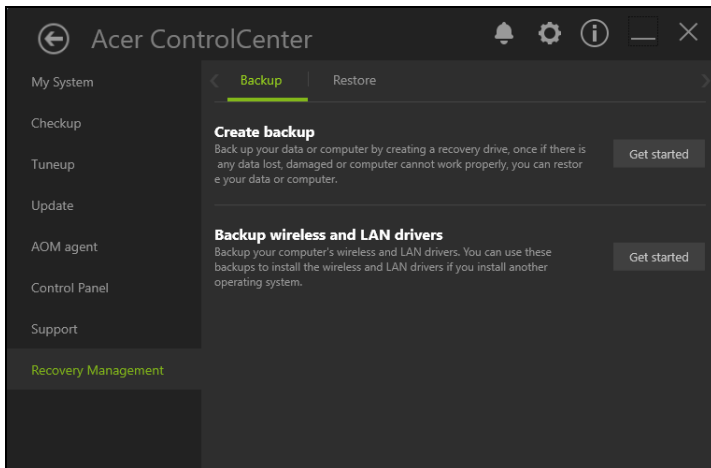 Acer ControlCenter
My System
Checkup
Tuneup
Update
AOM agent
Control Panel
Support
Recovery Management
Backup
Restore
Create backup
Back up your data or computer by creating a recovery drive, once if there is
any data lost, damaged or computer cannot work properly, you can restor
e your data or computer.
Get started
Backup wireless and LAN drivers
Backup your computer's wireless and LAN drivers. You can use these
backups to install the wireless and LAN drivers if you install another
operating system.
Get started